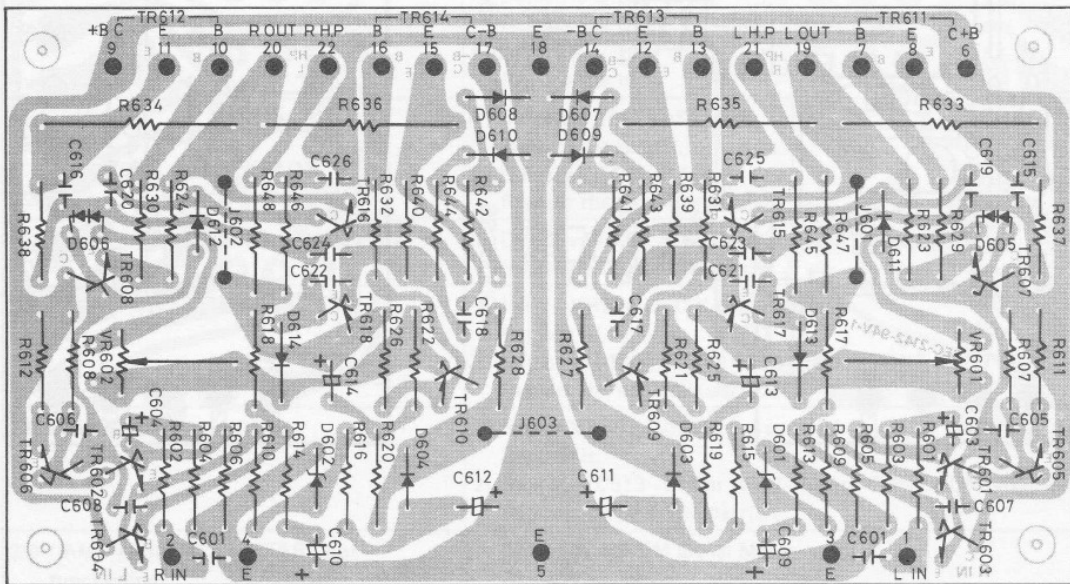 TR612 TR614 TR613 TR611
+B C E B R OUT R H.P B E C-B E -B C E B L H.P L OUT B E C+B
9 11 10 20 22 16 15 17 18 14 12 13 21 19 7 8 6
R634 R636 D608 D607 R635 R633
D610 D609
C616 C620 R630 R624 D612 J602 R648 R646 C626 TR616 R632 R640 R644 R642 R641 R643 R639 R631 C625 TR615 R645 R647 J601 D611 R623 R629 C619 C615
R638 D606 TR608 C624 C623 D605 TR607 R637
C622 C621
R612 R608 VR602 R618 D614 TR618 R626 R622 C618 R628 R627 C617 R621 R625 TR617 D613 R617 VR601 R607 R611
C614 TR610 TR609 C613
EC-2142-94V-1
C606 C604 J603 C603 C605
TR606 TR602 R602 R604 R606 R610 R614 D602 R616 R620 D604 C612 C611 D603 R619 R615 D601 R613 R609 R605 R603 R601 TR601 TR605
C608 C607
TR604 C601 C610 C609 C601 TR603
2 4 5 3 1
R IN E E E L IN